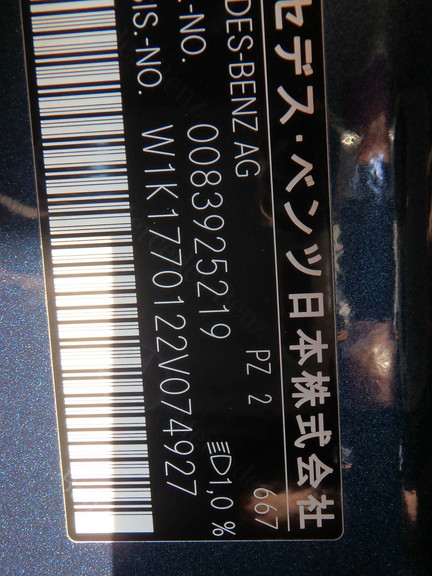 セデス・ベンツ日本株式会社
DES-BENZ AG
667
.-NO. 0083925219 PZ 2
IS.-NO. W1K1770122V074927
1,0 %